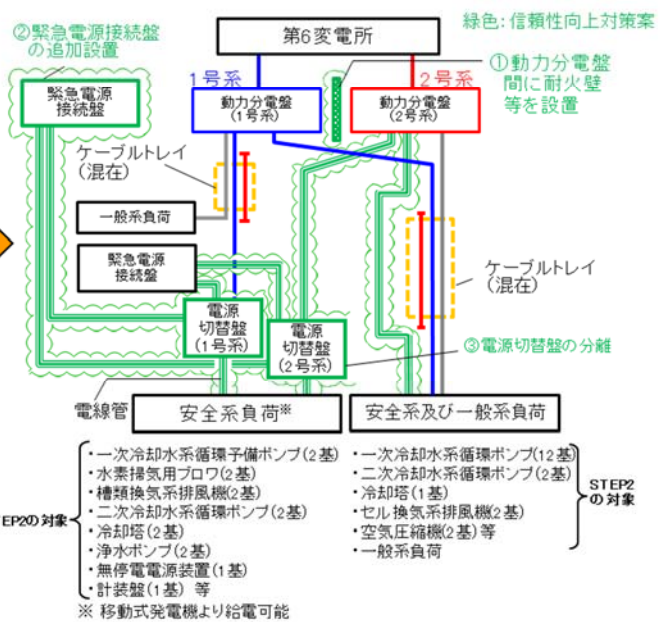 第6変電所
緑色:信頼性向上対策案
②緊急電源接続盤
の追加設置
①動力分電盤
間に耐火壁
等を設置
1号系
2号系
緊急電源
接続盤
動力分電盤
(1号系)
動力分電盤
(2号系)
ケーブルトレイ
(混在)
一般系負荷
緊急電源
接続盤
ケーブルトレイ
(混在)
電源
切替盤
(1号系)
電源
切替盤
(2号系)
③電源切替盤の分離
電線管
安全系負荷※
安全系及び一般系負荷
・一次冷却水系循環予備ポンプ(2基)
・水素掃気用ブロワ(2基)
・槽類換気系排風機(2基)
・二次冷却水系循環ポンプ(2基)
・冷却塔(2基)
・浄水ポンプ(2基)
・無停電電源装置(1基)
・計装盤(1基) 等
EP2の対象
・一次冷却水系循環ポンプ(12基)
・二次冷却水系循環ポンプ(2基)
・冷却塔(1基)
・セル換気系排風機(2基)
・空気圧縮機(2基)等
・一般系負荷
STEP2
の対象
※ 移動式発電機より給電可能